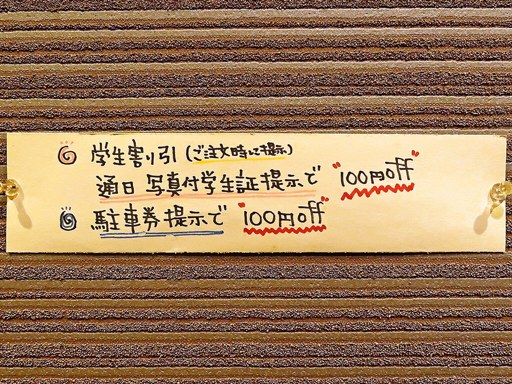 学生割り引(ご注文時にて提示)
通日 写真付学生証提示で "100円off"
駐車券提示で "100円off"